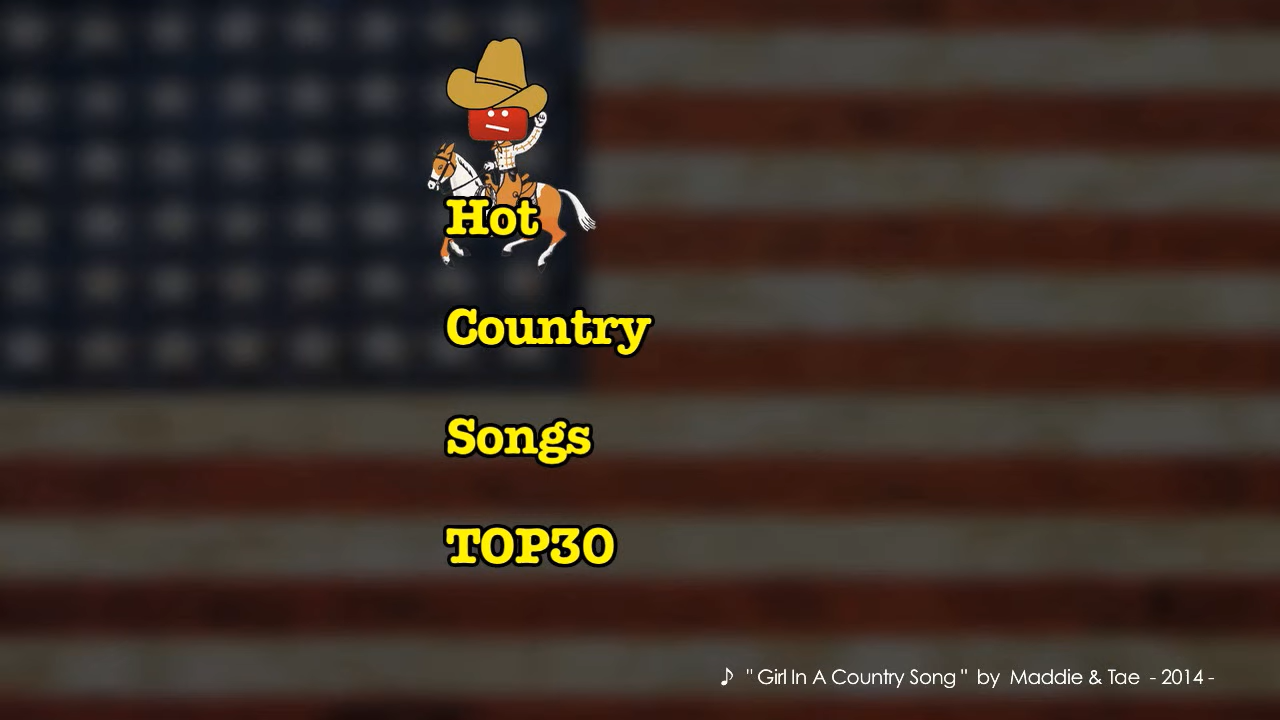 Hot
Country
Songs
TOP30
♪ " Girl In A Country Song " by Maddie & Tae - 2014 -